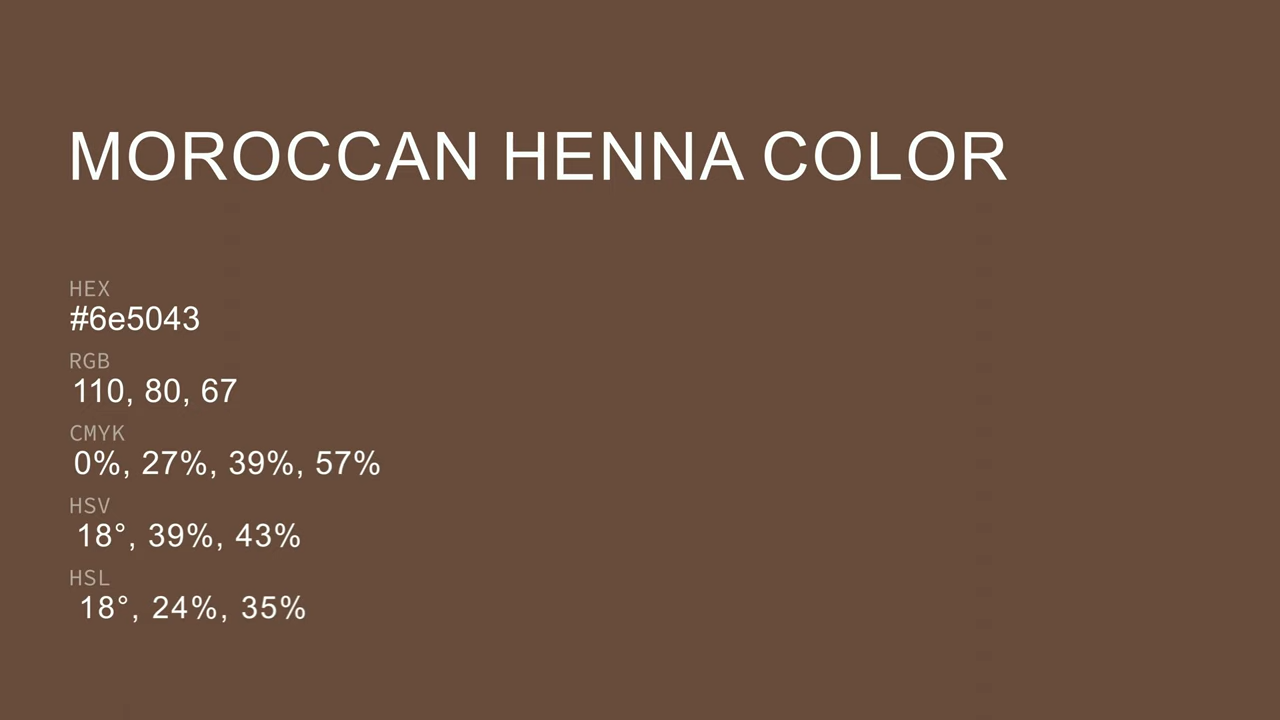 MOROCCAN HENNA COLOR
HEX
#6e5043
RGB
110, 80, 67
CMYK
0%, 27%, 39%, 57%
HSV
18°, 39%, 43%
HSL
18°, 24%, 35%